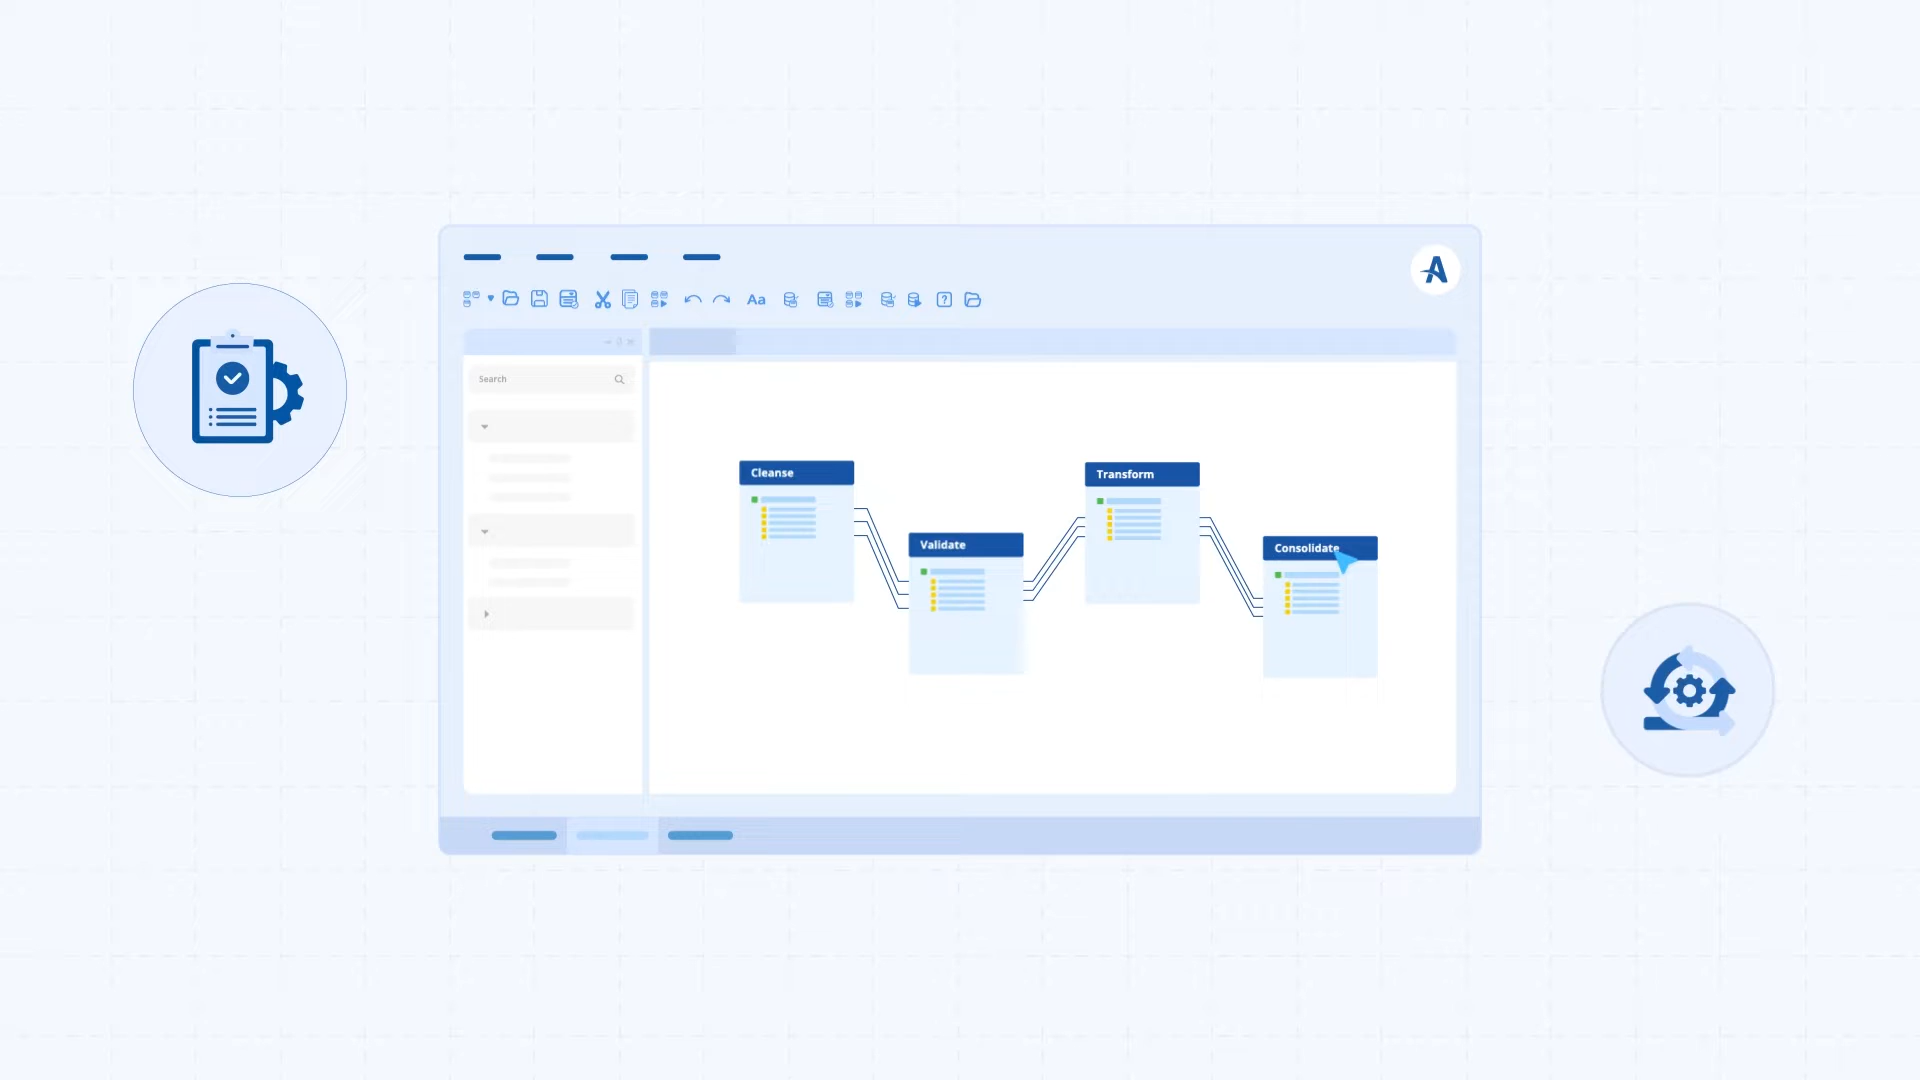 Aa
Search
Cleanse
Transform
Validate
Consolidate